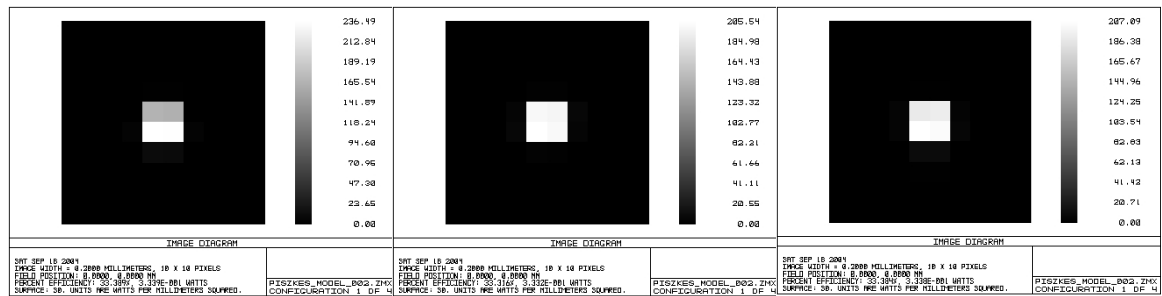 236.49
212.84
189.19
165.54
141.89
118.24
94.60
70.95
47.30
23.65
0.00
IMAGE DIAGRAM
SAT SEP 18 2004
IMAGE WIDTH = 0.2000 MILLIMETERS, 10 X 10 PIXELS
FIELD POSITION: 0.0000, 0.0000 MM
PERCENT EFFICIENCY: 33.384%, 3.339E-001 WATTS
SURFACE: 30. UNITS ARE WATTS PER MILLIMETERS SQUARED.
PISZKES_MODEL_002.ZMX
CONFIGURATION 1 OF 4
205.54
184.98
164.43
143.88
123.32
102.77
82.21
61.66
41.11
20.55
0.00
IMAGE DIAGRAM
SAT SEP 18 2004
IMAGE WIDTH = 0.2000 MILLIMETERS, 10 X 10 PIXELS
FIELD POSITION: 0.0000, 0.0000 MM
PERCENT EFFICIENCY: 33.316%, 3.332E-001 WATTS
SURFACE: 30. UNITS ARE WATTS PER MILLIMETERS SQUARED.
PISZKES_MODEL_002.ZMX
CONFIGURATION 1 OF 4
207.09
186.38
165.67
144.96
124.25
103.54
82.83
62.13
41.42
20.71
0.00
IMAGE DIAGRAM
SAT SEP 18 2004
IMAGE WIDTH = 0.2000 MILLIMETERS, 10 X 10 PIXELS
FIELD POSITION: 0.0000, 0.0000 MM
PERCENT EFFICIENCY: 33.384%, 3.338E-001 WATTS
SURFACE: 30. UNITS ARE WATTS PER MILLIMETERS SQUARED.
PISZKES_MODEL_002.ZMX
CONFIGURATION 1 OF 4